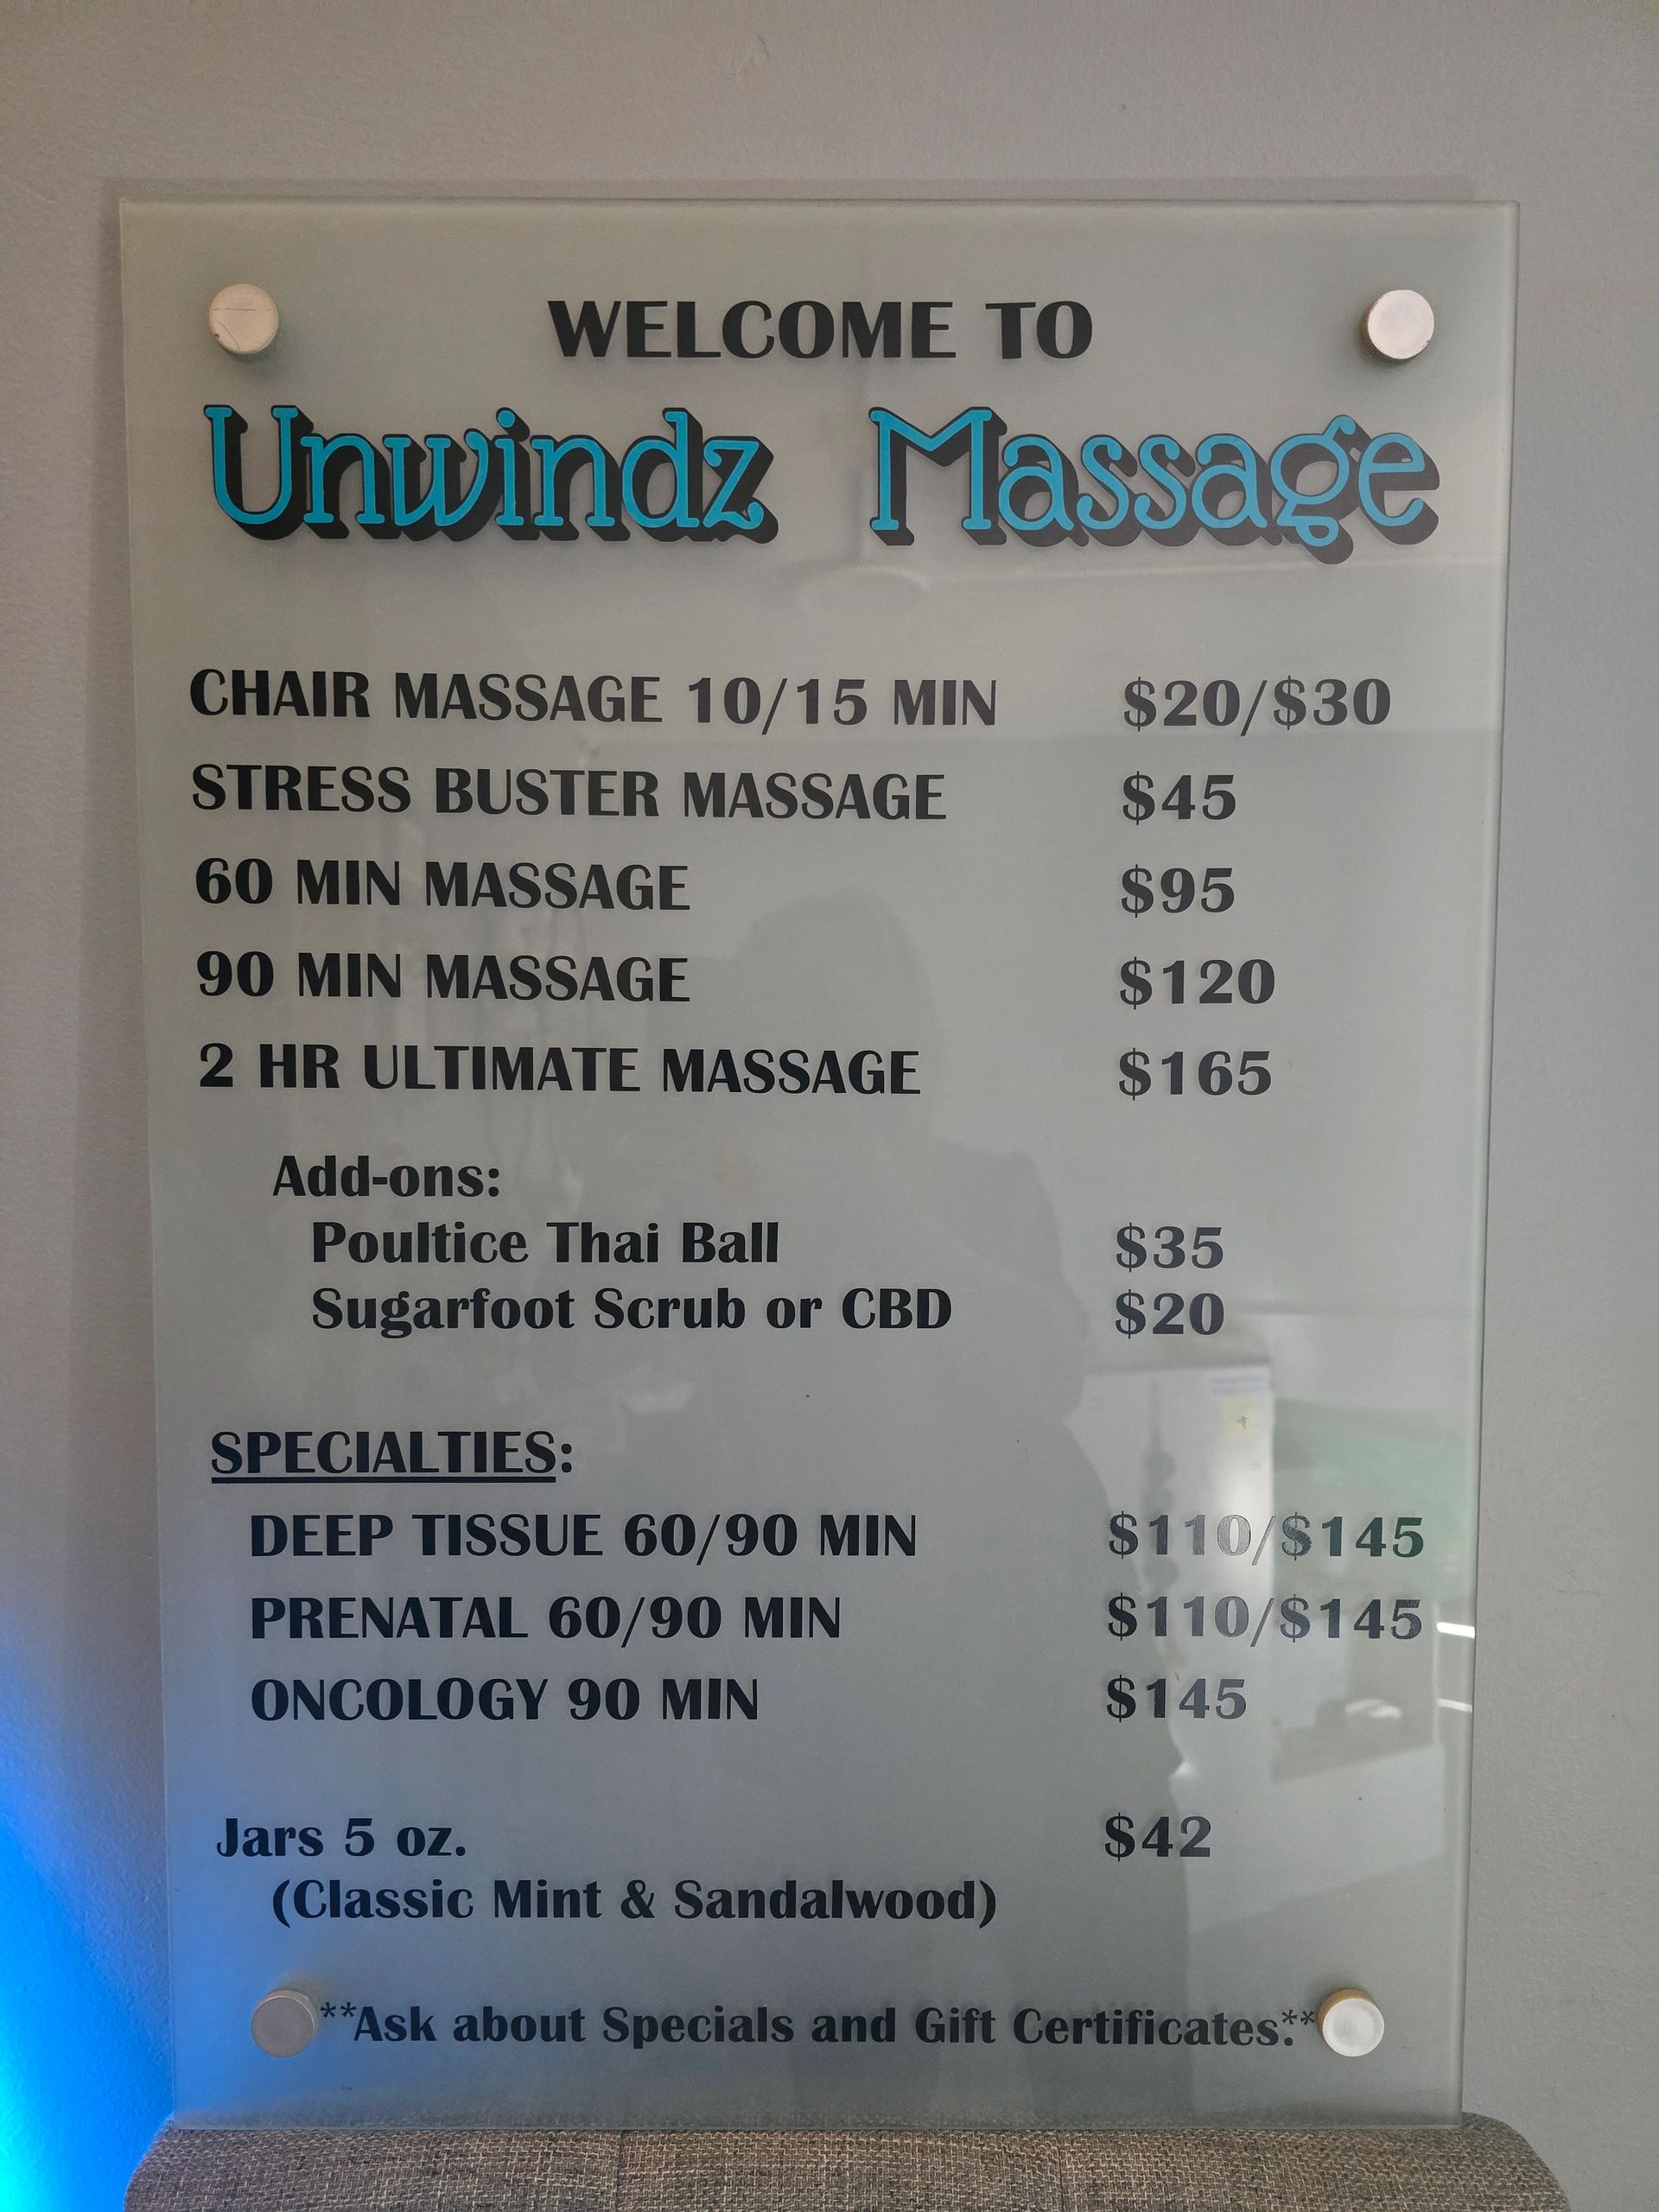 WELCOME TO
Unwindz Massage
CHAIR MASSAGE 10/15 MIN $20/$30
STRESS BUSTER MASSAGE $45
60 MIN MASSAGE $95
90 MIN MASSAGE $120
2 HR ULTIMATE MASSAGE $165
Add-ons:
Poultice Thai Ball $35
Sugarfoot Scrub or CBD $20
SPECIALTIES:
DEEP TISSUE 60/90 MIN $110/$145
PRENATAL 60/90 MIN $110/$145
ONCOLOGY 90 MIN $145
Jars 5 oz. $42
(Classic Mint & Sandalwood)
**Ask about Specials and Gift Certificates.**